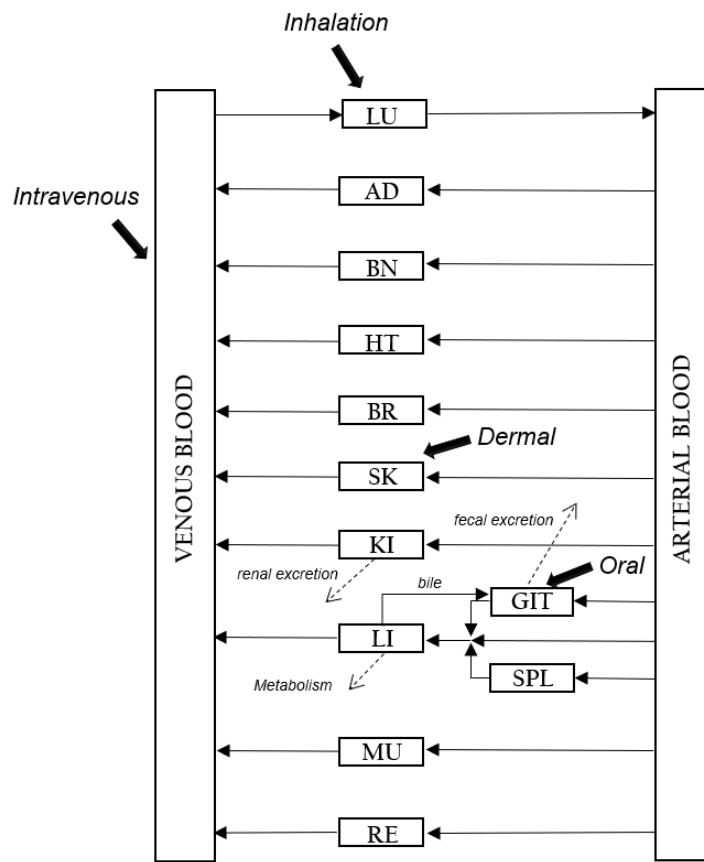 Inhalation
LU
AD
Intravenous
BN
HT
BR
Dermal
SK
fecal excretion
KI
Oral
renal excretion
bile
GIT
LI
Metabolism
SPL
MU
RE
VENOUS BLOOD
ARTERIAL BLOOD